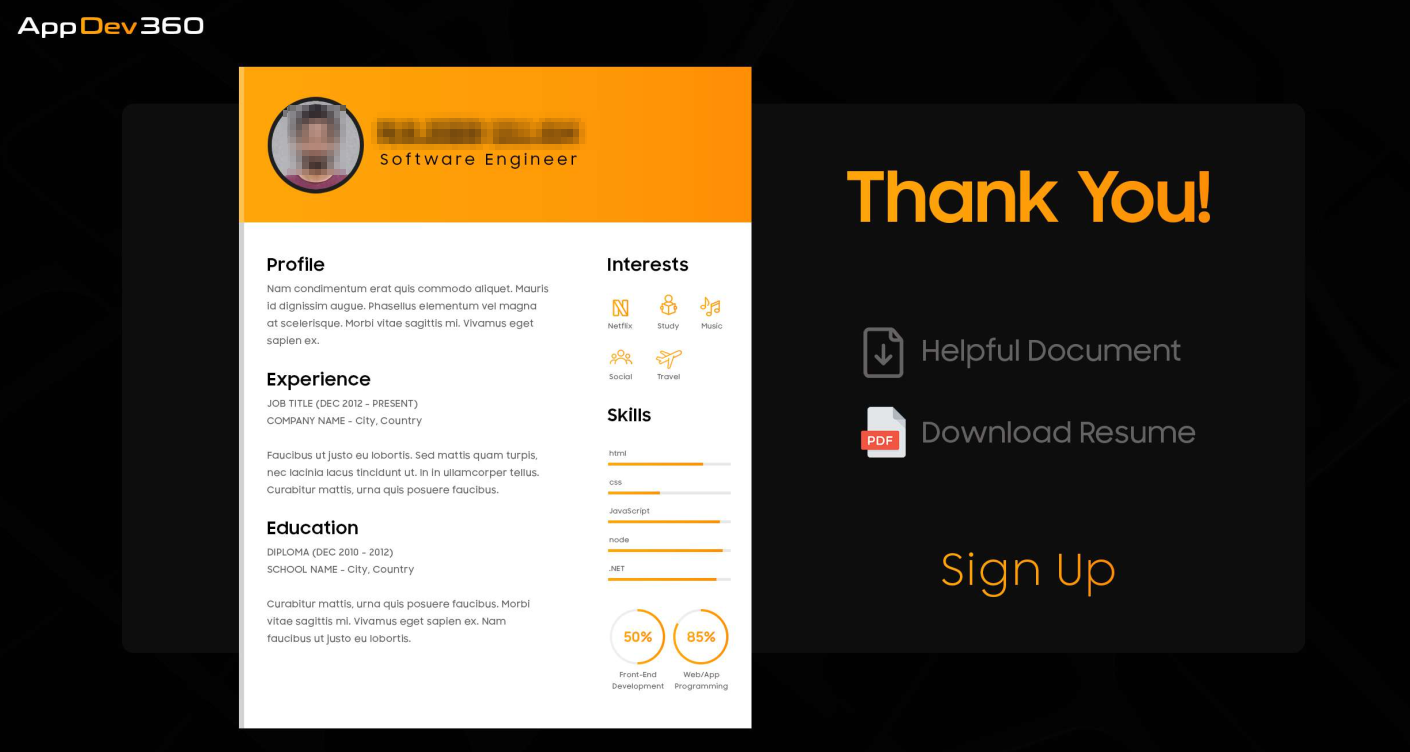 AppDev360
Software Engineer
Profile
Nam condimentum erat quis commodo aliquet. Mauris
id dignissim augue. Phasellus elementum vel magna
at scelerisque. Morbi vitae sagittis mi. Vivamus eget
sapien ex.
Experience
JOB TITLE (DEC 2012 - PRESENT)
COMPANY NAME - City, Country
Faucibus ut justo eu lobortis. Sed mattis quam turpis,
nec lacinia lacus tincidunt ut. In in ullamcorper tellus.
Curabitur mattis, urna quis posuere faucibus.
Education
DIPLOMA (DEC 2010 - 2012)
SCHOOL NAME - City, Country
Curabitur mattis, urna quis posuere faucibus. Morbi
vitae sagittis mi. Vivamus eget sapien ex. Nam
faucibus ut justo eu lobortis.
Interests
Netflix Study Music
Social Travel
Skills
html
css
JavaScript
node
.NET
50% 85%
Front-End Web/App
Development Programming
Thank You!
Helpful Document
PDF Download Resume
Sign Up